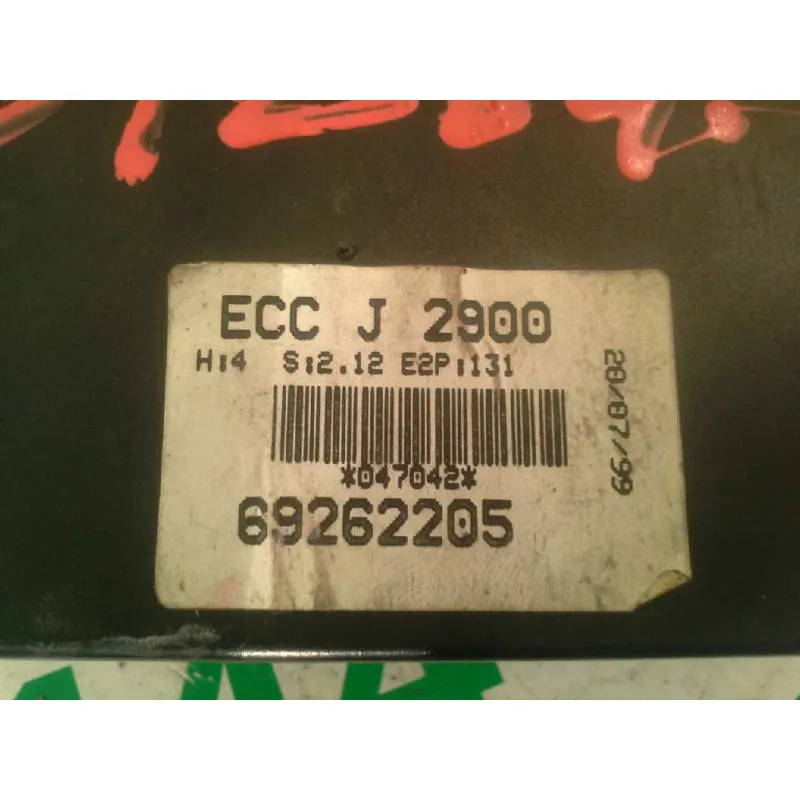 ECC J 2900
H:4 S:2.12 E2P:131
*047042*
69262205
20/07/99